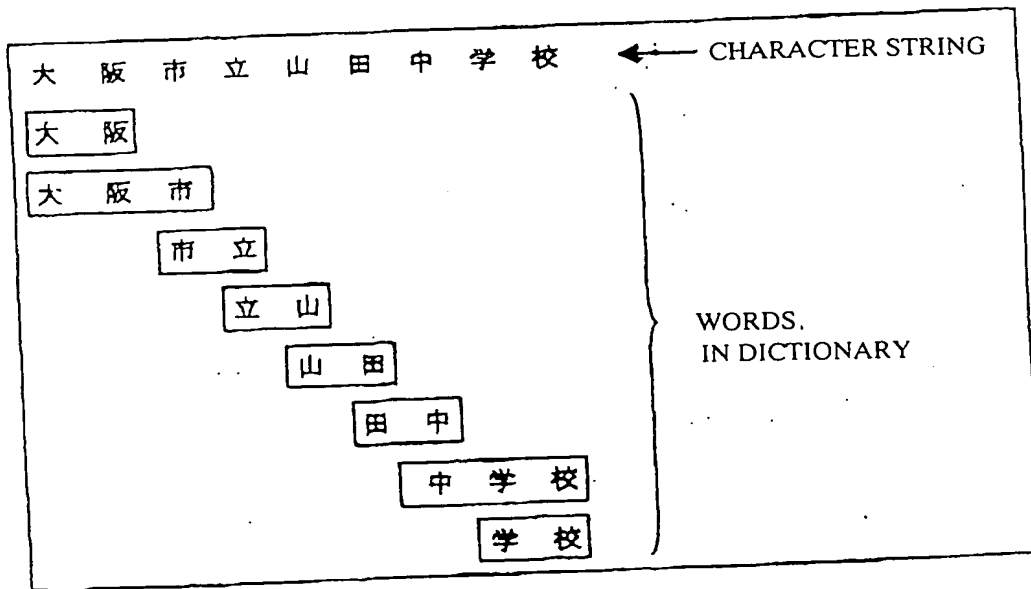 大阪市立山田中学校 CHARACTER STRING
大阪
大阪市
市立
立山
山田
田中
中学校
学校
WORDS.
IN DICTIONARY